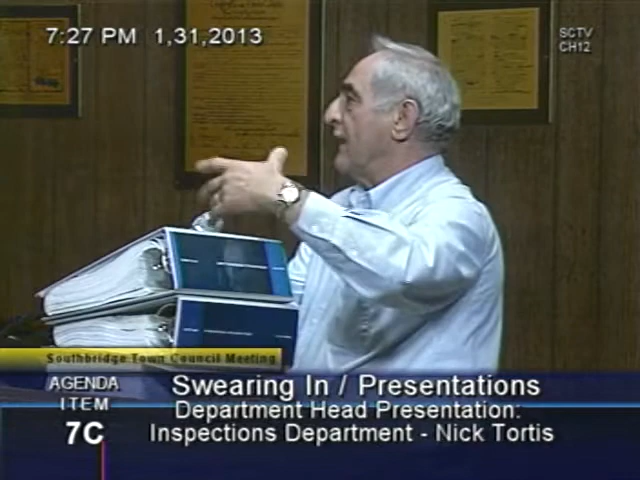 7:27 PM 1,31,2013
SCTV
CH12
Southbridge Town Council Meeting
AGENDA
ITEM
7C
Swearing In / Presentations
Department Head Presentation:
Inspections Department - Nick Tortis